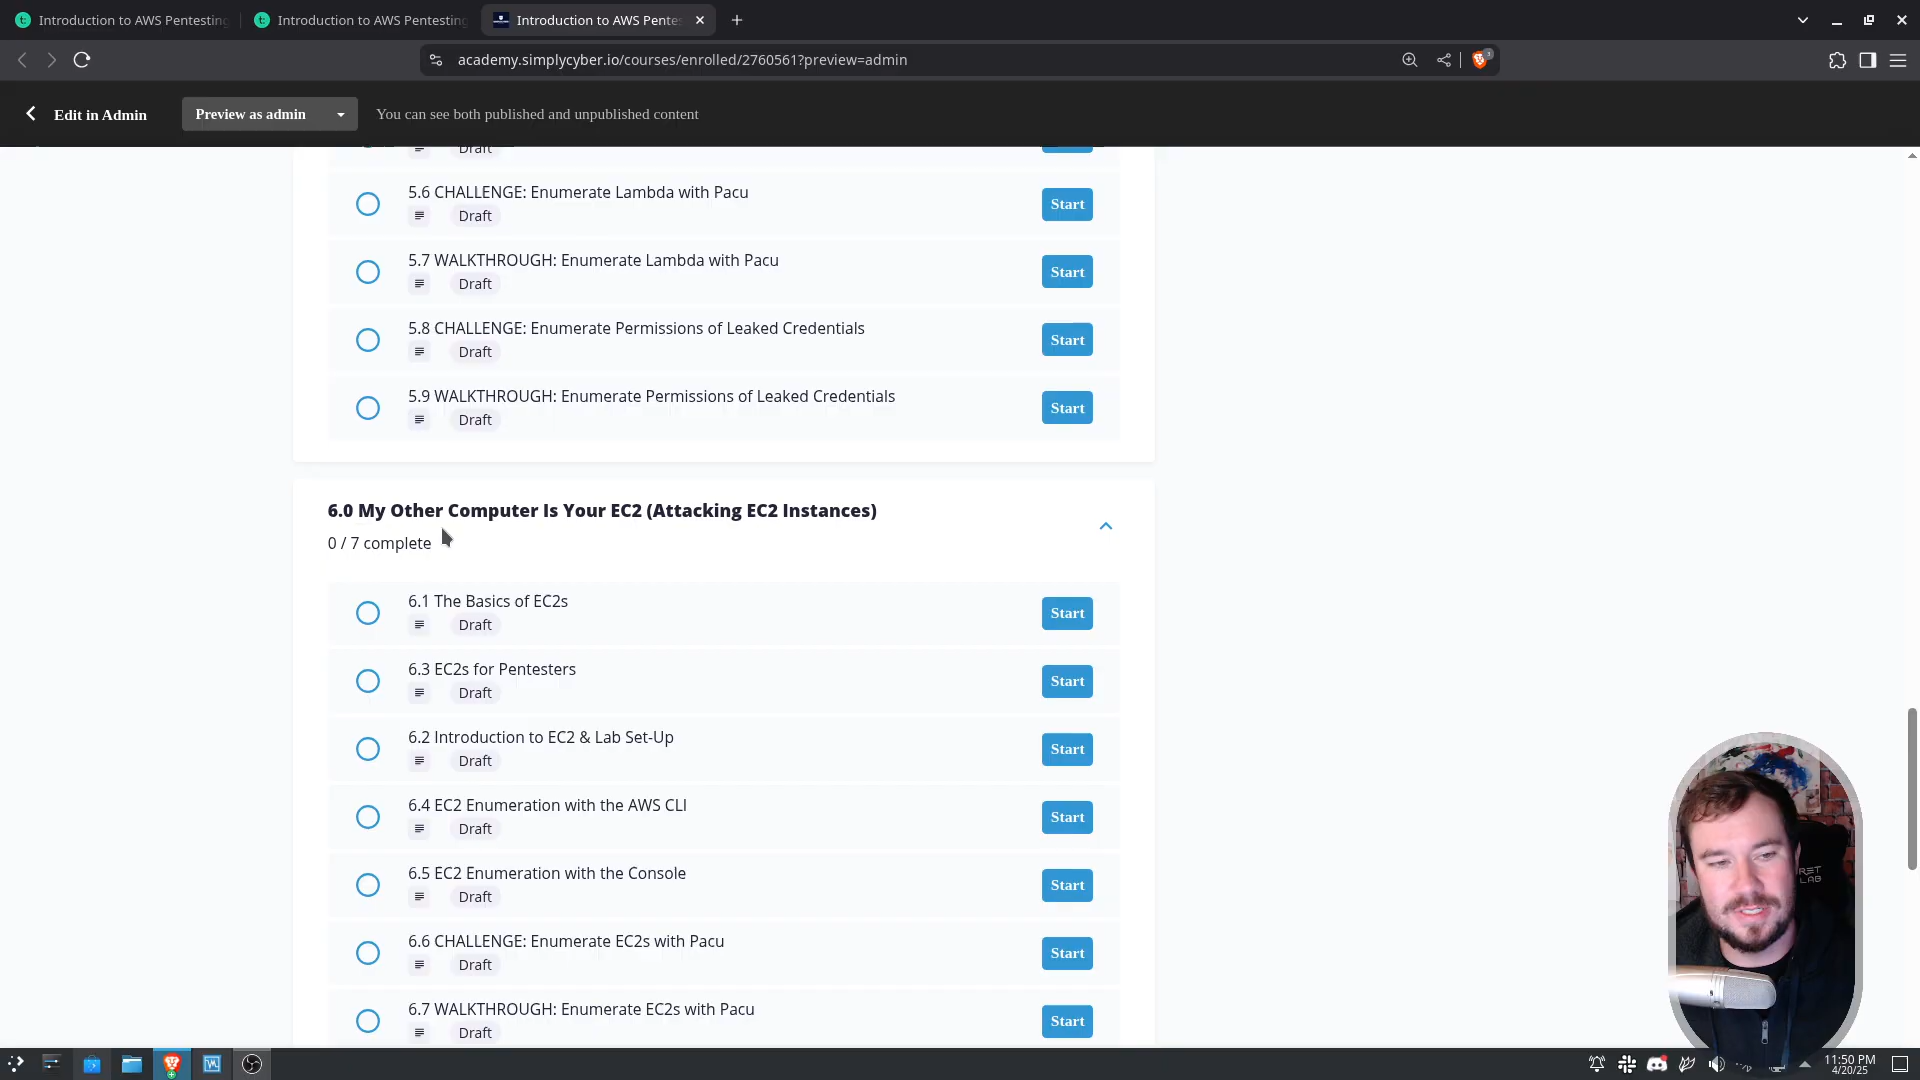 Introduction to AWS Pentesting
Introduction to AWS Pentesting
Introduction to AWS Pentes
academy.simplycyber.io/courses/enrolled/2760561?preview=admin
3
Edit in Admin
Preview as admin
You can see both published and unpublished content
Draft
5.6 CHALLENGE: Enumerate Lambda with Pacu
Draft
Start
5.7 WALKTHROUGH: Enumerate Lambda with Pacu
Draft
Start
5.8 CHALLENGE: Enumerate Permissions of Leaked Credentials
Draft
Start
5.9 WALKTHROUGH: Enumerate Permissions of Leaked Credentials
Draft
Start
6.0 My Other Computer Is Your EC2 (Attacking EC2 Instances)
0 / 7 complete
6.1 The Basics of EC2s
Draft
Start
6.3 EC2s for Pentesters
Draft
Start
6.2 Introduction to EC2 & Lab Set-Up
Draft
Start
6.4 EC2 Enumeration with the AWS CLI
Draft
Start
6.5 EC2 Enumeration with the Console
Draft
Start
6.6 CHALLENGE: Enumerate EC2s with Pacu
Draft
Start
6.7 WALKTHROUGH: Enumerate EC2s with Pacu
Draft
Start
RET
LAB
11:50 PM
4/20/25